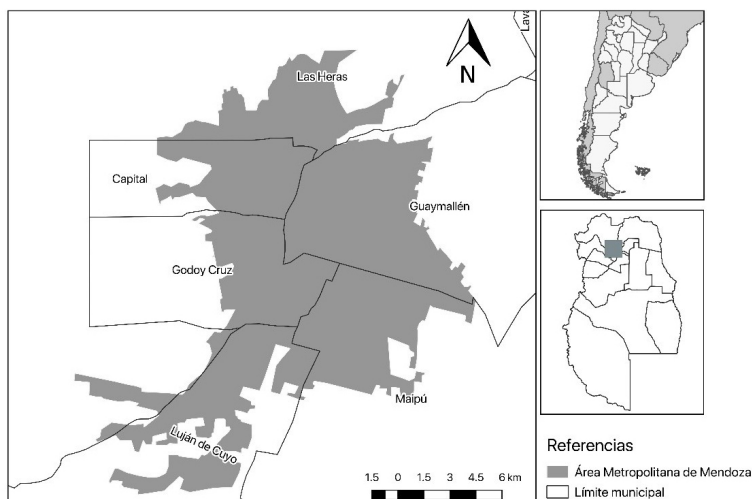 Lava
Las Heras
N
Capital
Guaymallén
Godoy Cruz
Maipú
Luján de Cuyo
1.5 0 1.5 3 4.5 6 km
Referencias
Área Metropolitana de Mendoza
Límite municipal